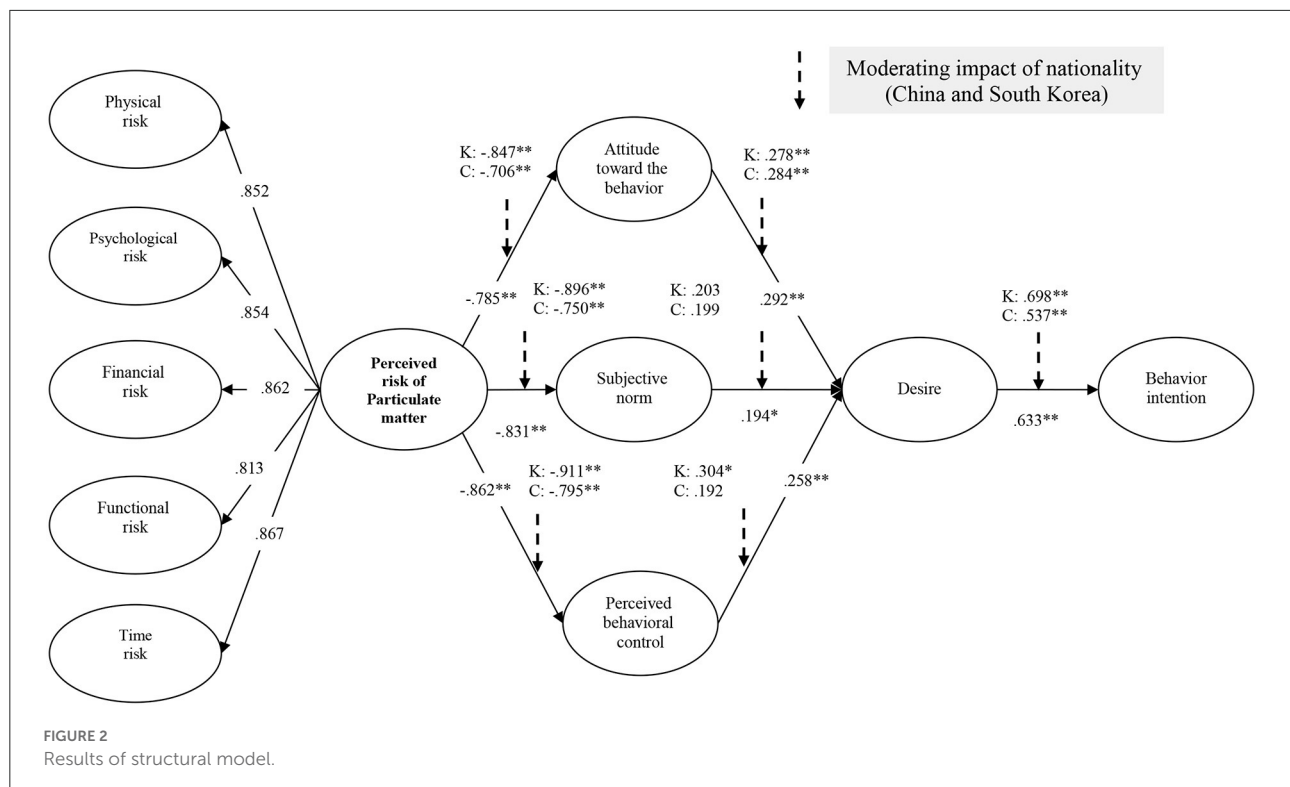 Moderating impact of nationality
(China and South Korea)
Physical
risk
Psychological
risk
Financial
risk
Functional
risk
Time
risk
.852
.854
.862
.813
.867
Perceived
risk of
Particulate
matter
K: -.847**
C: -.706**
-.785**
K: -.896**
C: -.750**
-.831**
K: -.911**
C: -.795**
-.862**
Attitude
toward the
behavior
Subjective
norm
Perceived
behavioral
control
K: .278**
C: .284**
.292**
K: .203
C: .199
.194*
K: .304*
C: .192
.258**
Desire
K: .698**
C: .537**
.633**
Behavior
intention
FIGURE 2
Results of structural model.